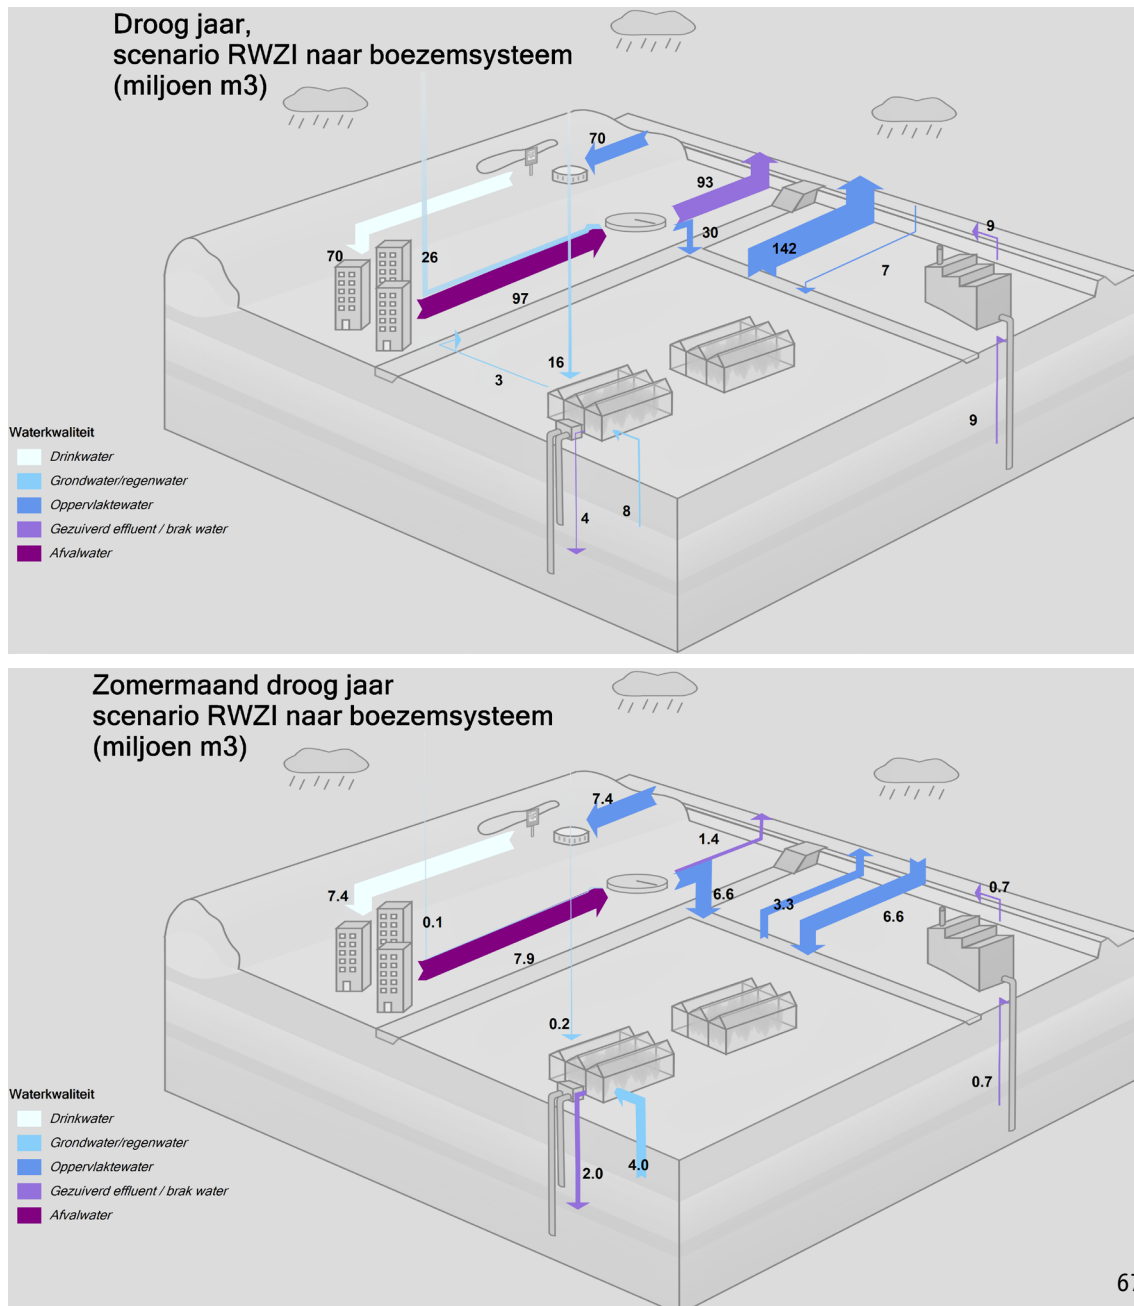 Droog jaar,
scenario RWZI naar boezemsysteem
(miljoen m3)
70
93
30
142
9
7
70
26
97
16
3
9
8
4
Waterkwaliteit
Drinkwater
Grondwater/regenwater
Oppervlaktewater
Gezuiverd effluent / brak water
Afvalwater
Zomermaand droog jaar
scenario RWZI naar boezemsysteem
(miljoen m3)
7.4
1.4
6.6
3.3
6.6
0.7
7.4
0.1
7.9
0.2
0.7
4.0
2.0
Waterkwaliteit
Drinkwater
Grondwater/regenwater
Oppervlaktewater
Gezuiverd effluent / brak water
Afvalwater